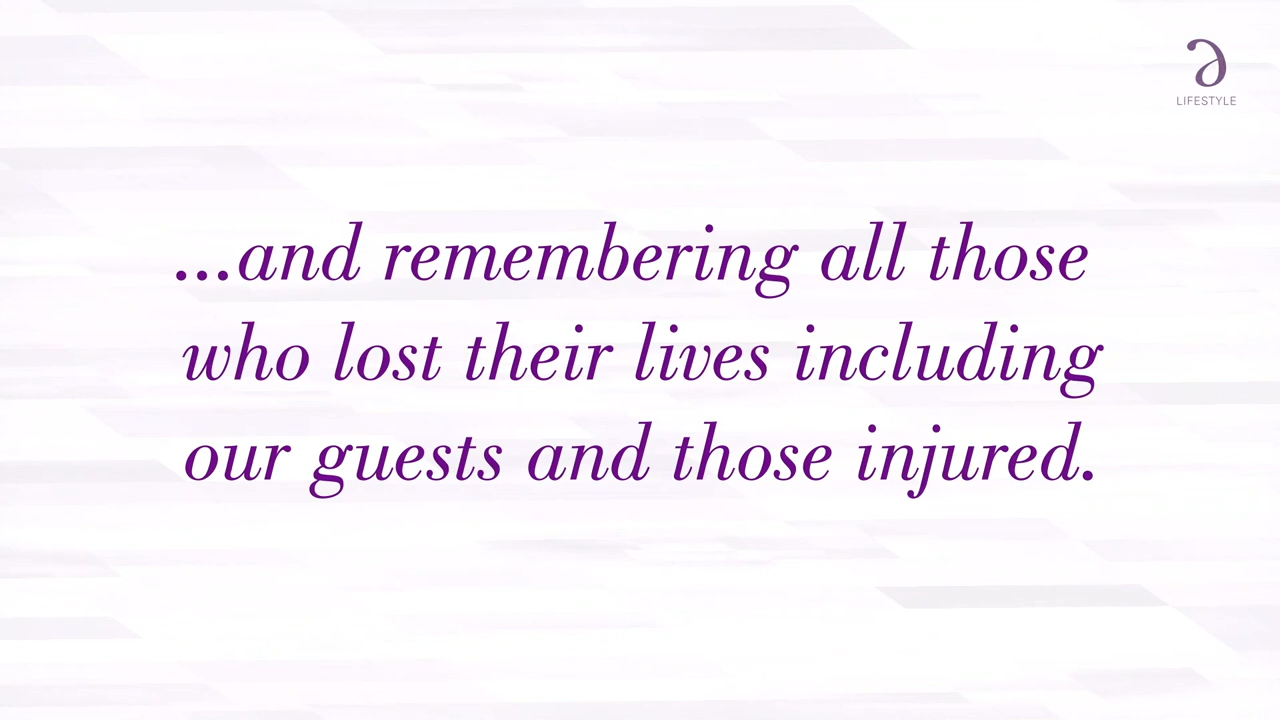 LIFESTYLE
...and remembering all those
who lost their lives including
our guests and those injured.